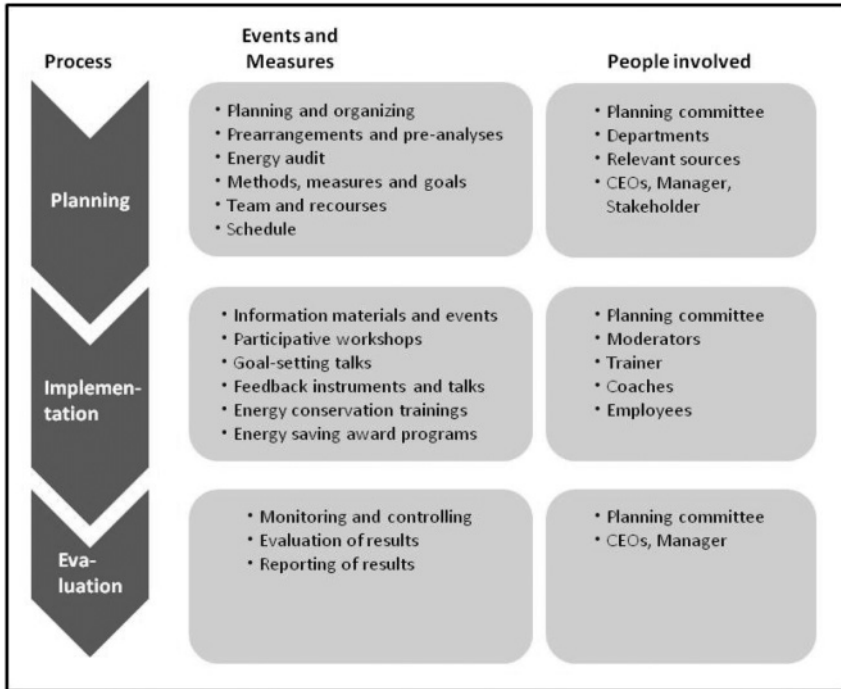 Process
Events and
Measures
People involved
Planning
• Planning and organizing
• Prearrangements and pre-analyses
• Energy audit
• Methods, measures and goals
• Team and recourses
• Schedule
• Planning committee
• Departments
• Relevant sources
• CEOs, Manager,
Stakeholder
Implemen-
tation
• Information materials and events
• Participative workshops
• Goal-setting talks
• Feedback instruments and talks
• Energy conservation trainings
• Energy saving award programs
• Planning committee
• Moderators
• Trainer
• Coaches
• Employees
Eva-
luation
• Monitoring and controlling
• Evaluation of results
• Reporting of results
• Planning committee
• CEOs, Manager